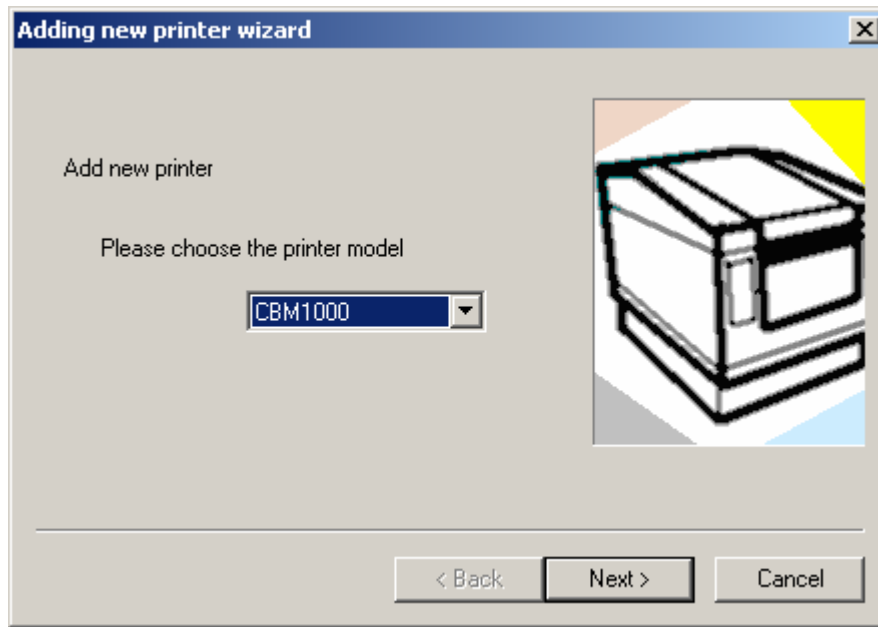 Adding new printer wizard
Add new printer
Please choose the printer model
CBM1000
< Back
Next >
Cancel